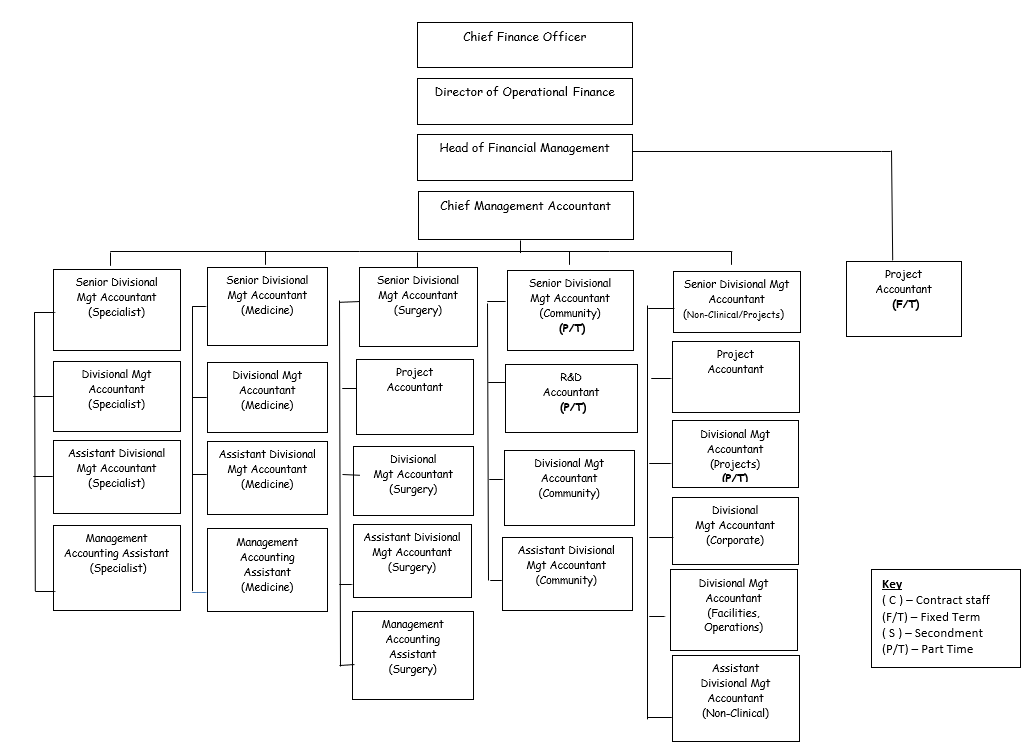 Chief Finance Officer
Director of Operational Finance
Head of Financial Management
Chief Management Accountant
Senior Divisional
Mgt Accountant
(Specialist)
Divisional Mgt
Accountant
(Specialist)
Assistant Divisional
Mgt Accountant
(Specialist)
Management
Accounting Assistant
(Specialist)
Senior Divisional
Mgt Accountant
(Medicine)
Divisional Mgt
Accountant
(Medicine)
Assistant Divisional
Mgt Accountant
(Medicine)
Management
Accounting
Assistant
(Medicine)
Senior Divisional
Mgt Accountant
(Surgery)
Project
Accountant
Divisional
Mgt Accountant
(Surgery)
Assistant Divisional
Mgt Accountant
(Surgery)
Management
Accounting
Assistant
(Surgery)
Senior Divisional
Mgt Accountant
(Community)
(P/T)
R&D
Accountant
(P/T)
Divisional Mgt
Accountant
(Community)
Assistant Divisional
Mgt Accountant
(Community)
Senior Divisional Mgt
Accountant
(Non-Clinical/Projects)
Project
Accountant
Divisional Mgt
Accountant
(Projects)
(P/T)
Divisional
Mgt Accountant
(Corporate)
Divisional Mgt
Accountant
(Facilities,
Operations)
Assistant
Divisional Mgt
Accountant
(Non-Clinical)
Project
Accountant
(F/T)
Key
( C ) – Contract staff
(F/T) – Fixed Term
( S ) – Secondment
(P/T) – Part Time